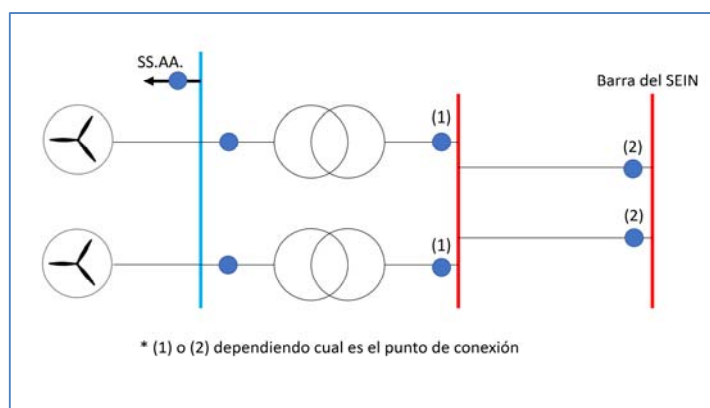 SS.AA.
Barra del SEIN
(1)
(2)
(2)
(1)
* (1) o (2) dependiendo cual es el punto de conexión